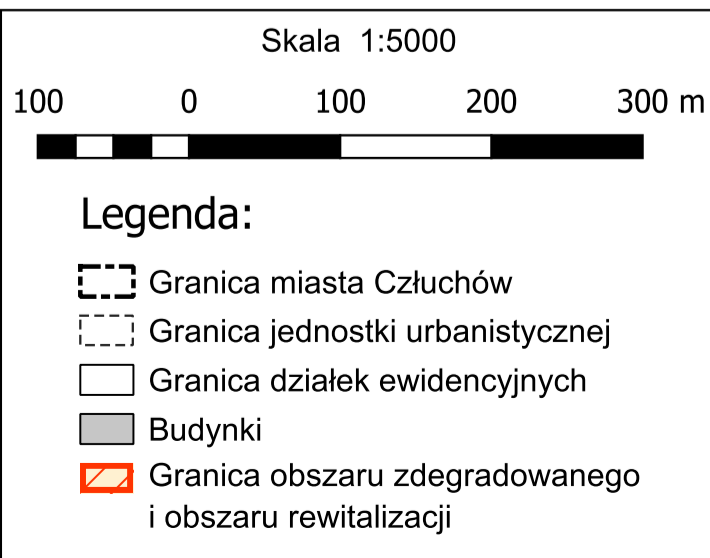 Skala 1:5000
100 0 100 200 300 m
Legenda:
Granica miasta Człuchów
Granica jednostki urbanistycznej
Granica działek ewidencyjnych
Budynki
Granica obszaru zdegradowanego
i obszaru rewitalizacji